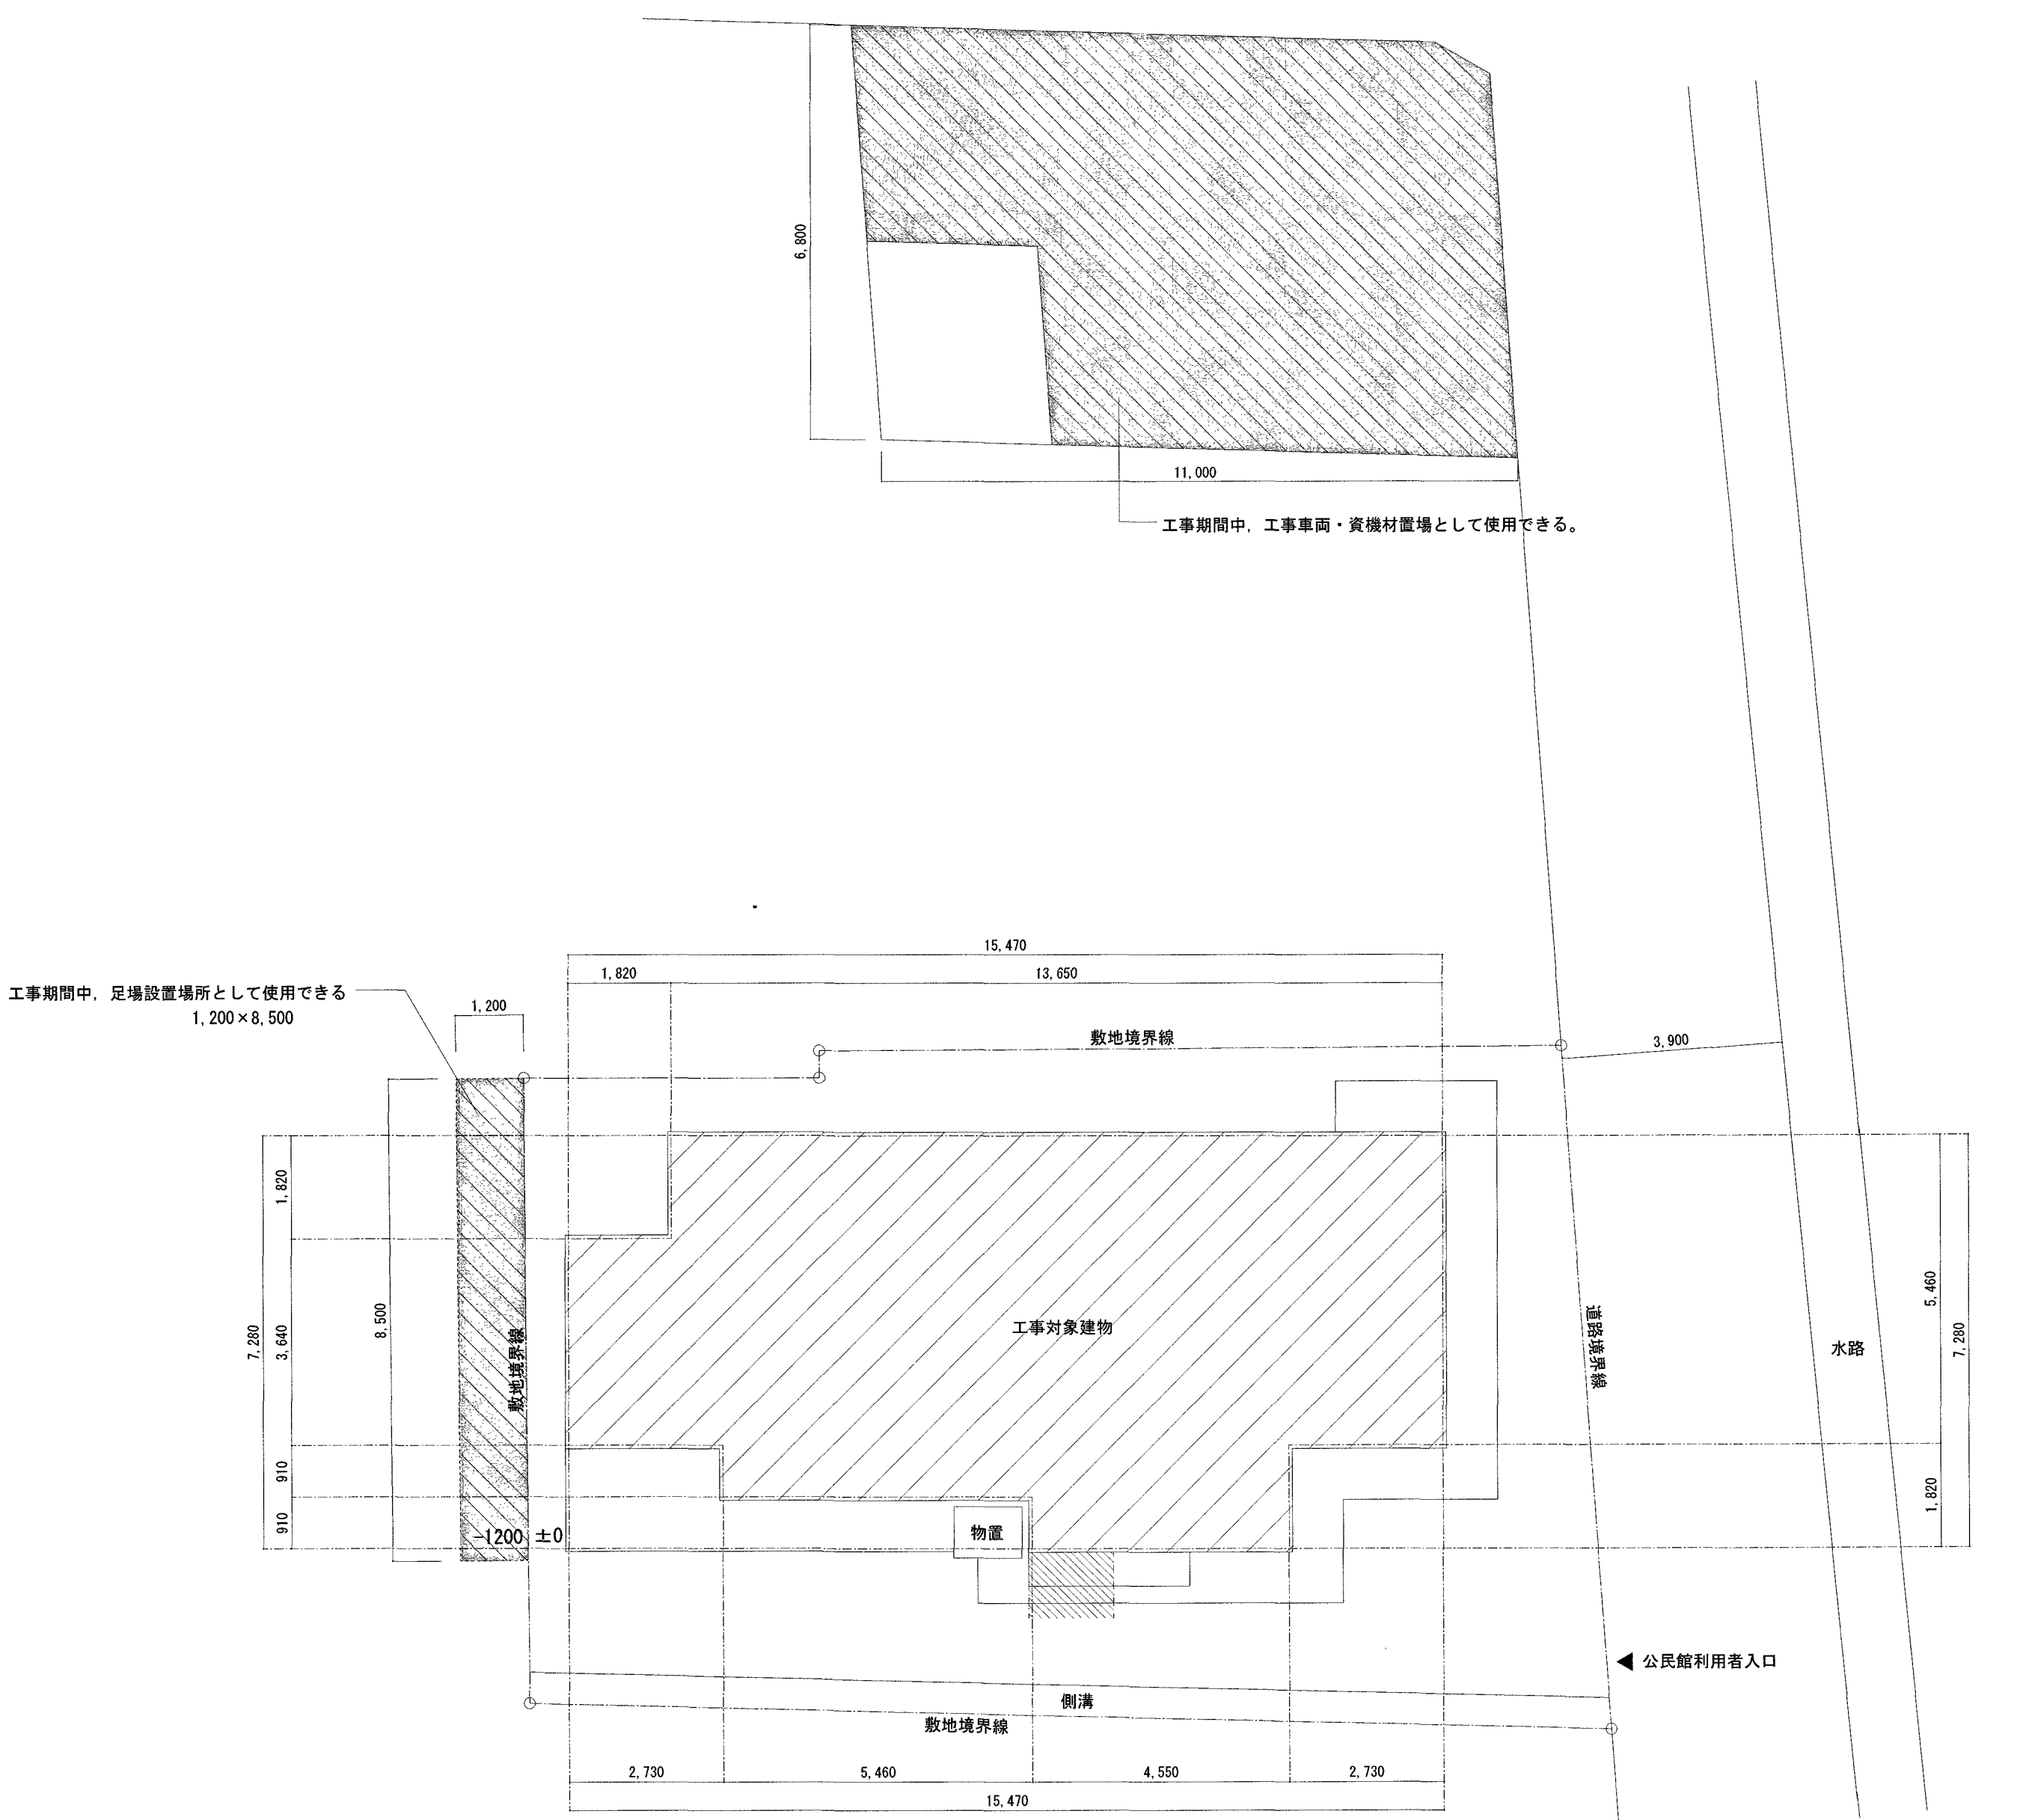 6,800
11,000
工事期間中，工事車両・資機材置場として使用できる。
15,470
1,820
13,650
工事期間中，足場設置場所として使用できる
1,200×8,500
1,200
敷地境界線
3,900
1,820
3,640
910
910
7,280
8,500
敷地境界線
工事対象建物
道路境界線
水路
5,460
1,820
7,280
-1200 ±0
物置
公民館利用者入口
側溝
敷地境界線
2,730
5,460
4,550
2,730
15,470